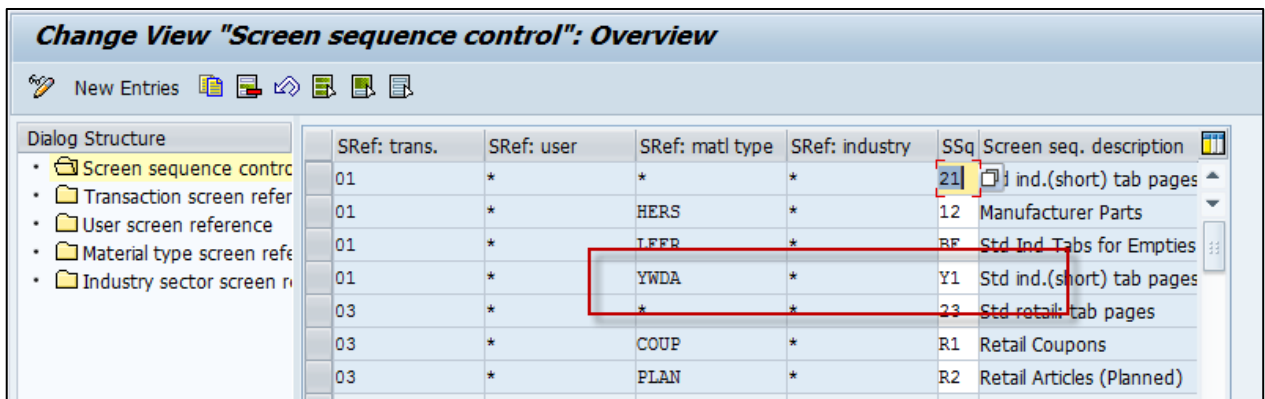 Change View "Screen sequence control": Overview
New Entries
Dialog Structure
Screen sequence contro
Transaction screen refer
User screen reference
Material type screen refe
Industry sector screen r
SRef: trans. SRef: user SRef: matl type SRef: industry SSq Screen seq. description
01 * * * 21 d ind.(short) tab pages
01 * HERS * 12 Manufacturer Parts
01 * LEER * BE Std Ind Tabs for Empties
01 * YWDA * Y1 Std ind.(short) tab pages
03 * * * 23 Std retail: tab pages
03 * COUP * R1 Retail Coupons
03 * PLAN * R2 Retail Articles (Planned)